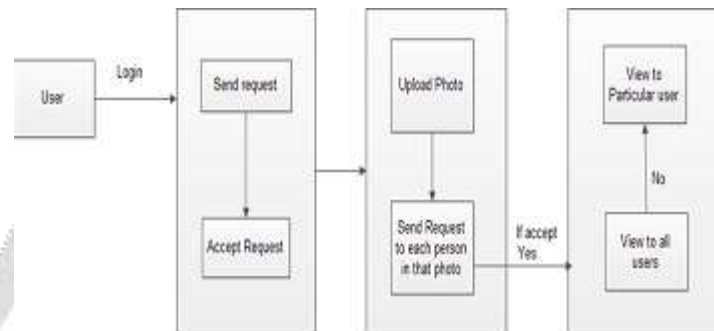 User
Login
Send request
Accept Request
Upload Photo
Send Request
to each person
in that photo
If accept
Yes
View to
Particular user
No
View to all
users